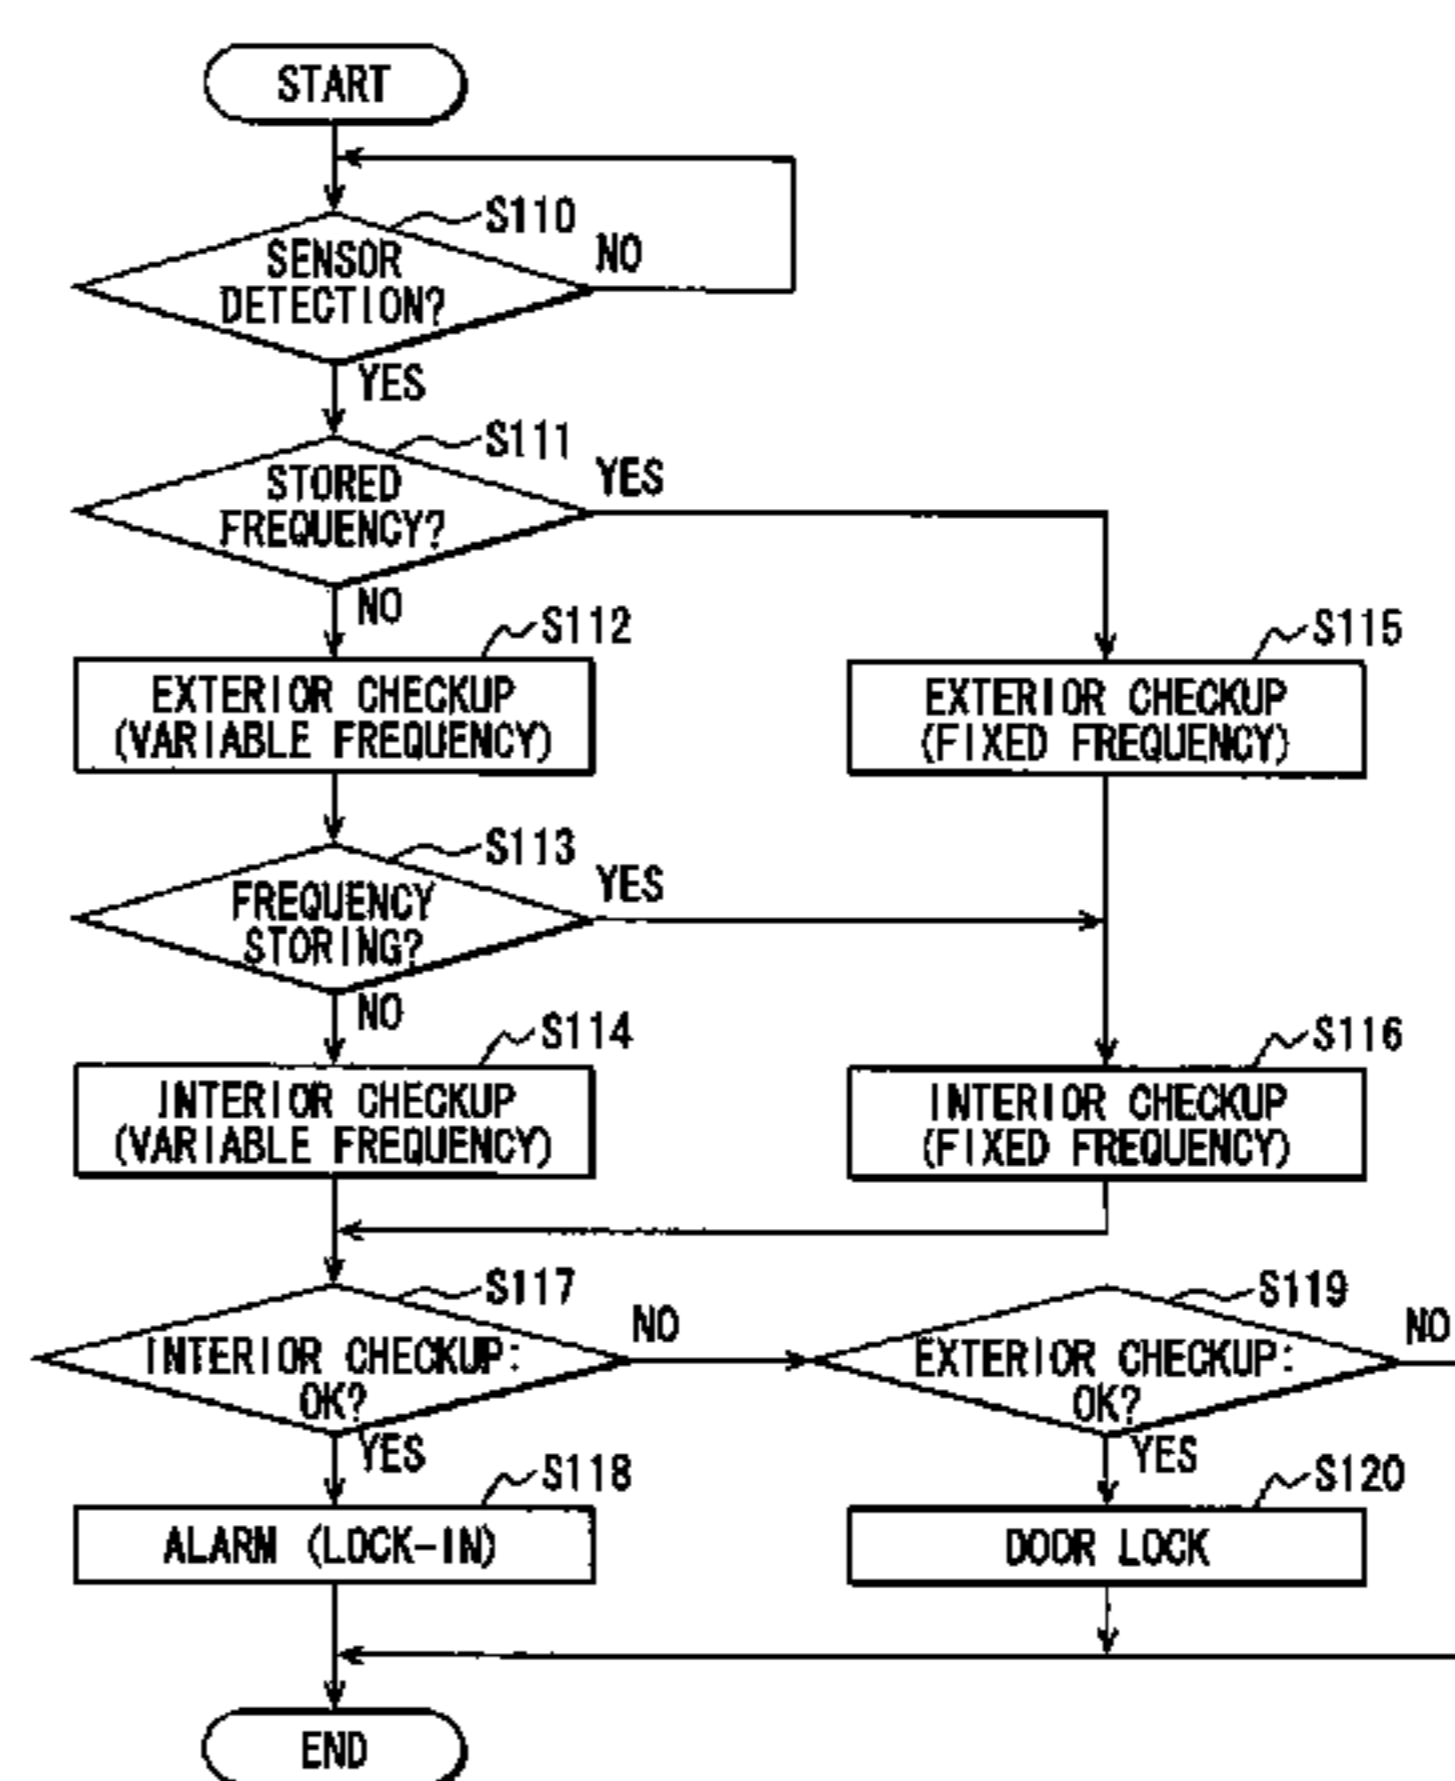 START
S110
SENSOR
DETECTION?
NO
YES
S111
STORED
FREQUENCY?
YES
NO
S112
EXTERIOR CHECKUP
(VARIABLE FREQUENCY)
S115
EXTERIOR CHECKUP
(FIXED FREQUENCY)
S113
FREQUENCY
STORING?
YES
NO
S114
INTERIOR CHECKUP
(VARIABLE FREQUENCY)
S116
INTERIOR CHECKUP
(FIXED FREQUENCY)
S117
INTERIOR CHECKUP:
OK?
NO
YES
S119
EXTERIOR CHECKUP:
OK?
NO
YES
S118
ALARM (LOCK-IN)
S120
DOOR LOCK
END